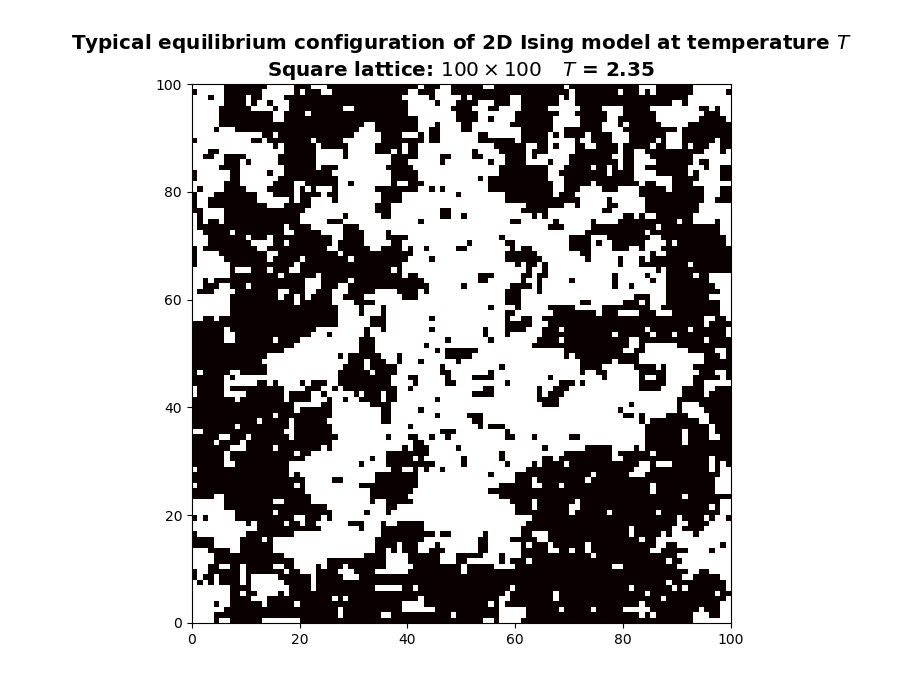 Typical equilibrium configuration of 2D Ising model at temperature T
Square lattice: 100 × 100   T = 2.35
100
80
60
40
20
0
0 20 40 60 80 100